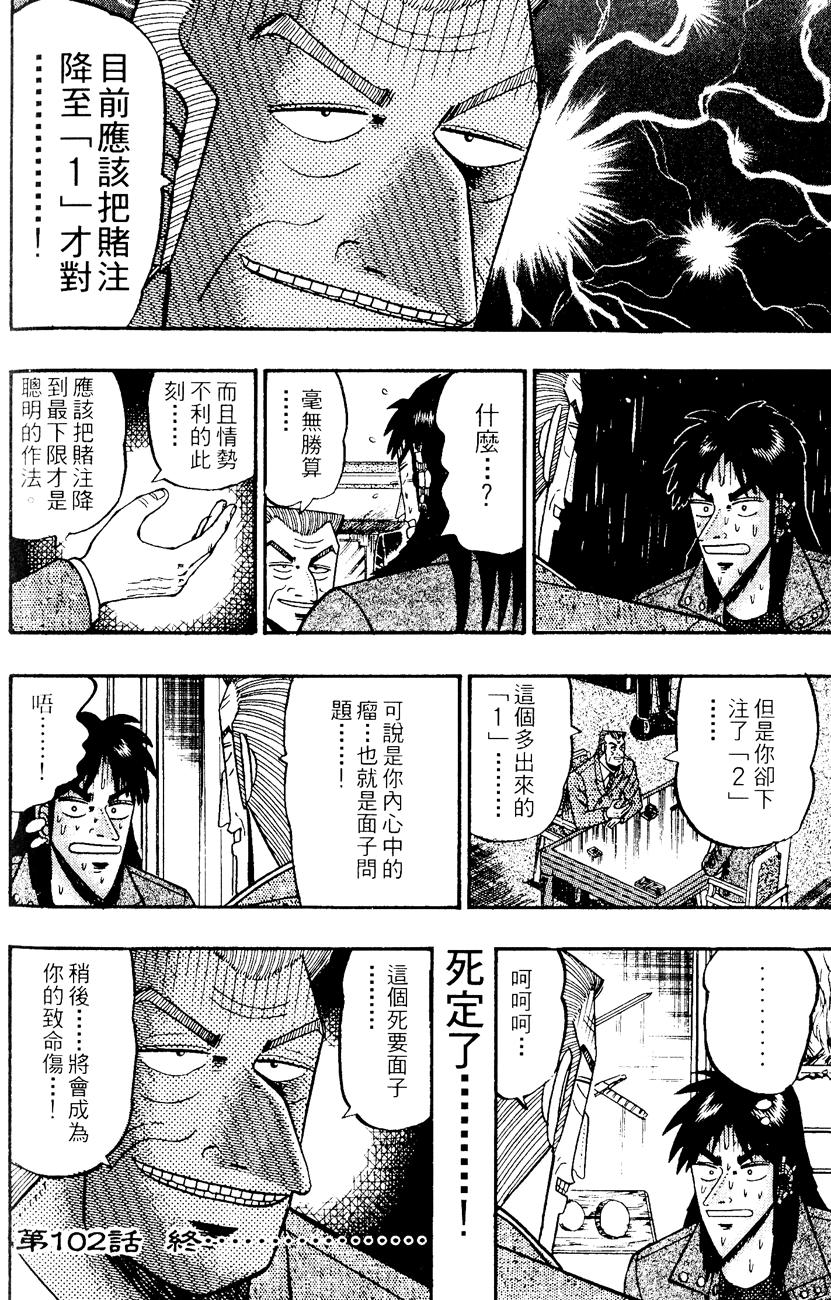 目前應該把賭注
降至「1」才對
………………！
什麼…？
毫無勝算
……
而且情勢
不利的此
刻……
應該把賭注降
到最下限才是
聰明的作法。
但是你卻下
注了「2」
……
這個多出來的
「1」………
可說是你內心中的
瘤…也就是面子問
題……！
唔……！
………
呵呵呵…
死定了…………！
這個死要面子
………
稍後……將會成為
你的致命傷…！
第102話 終…………………